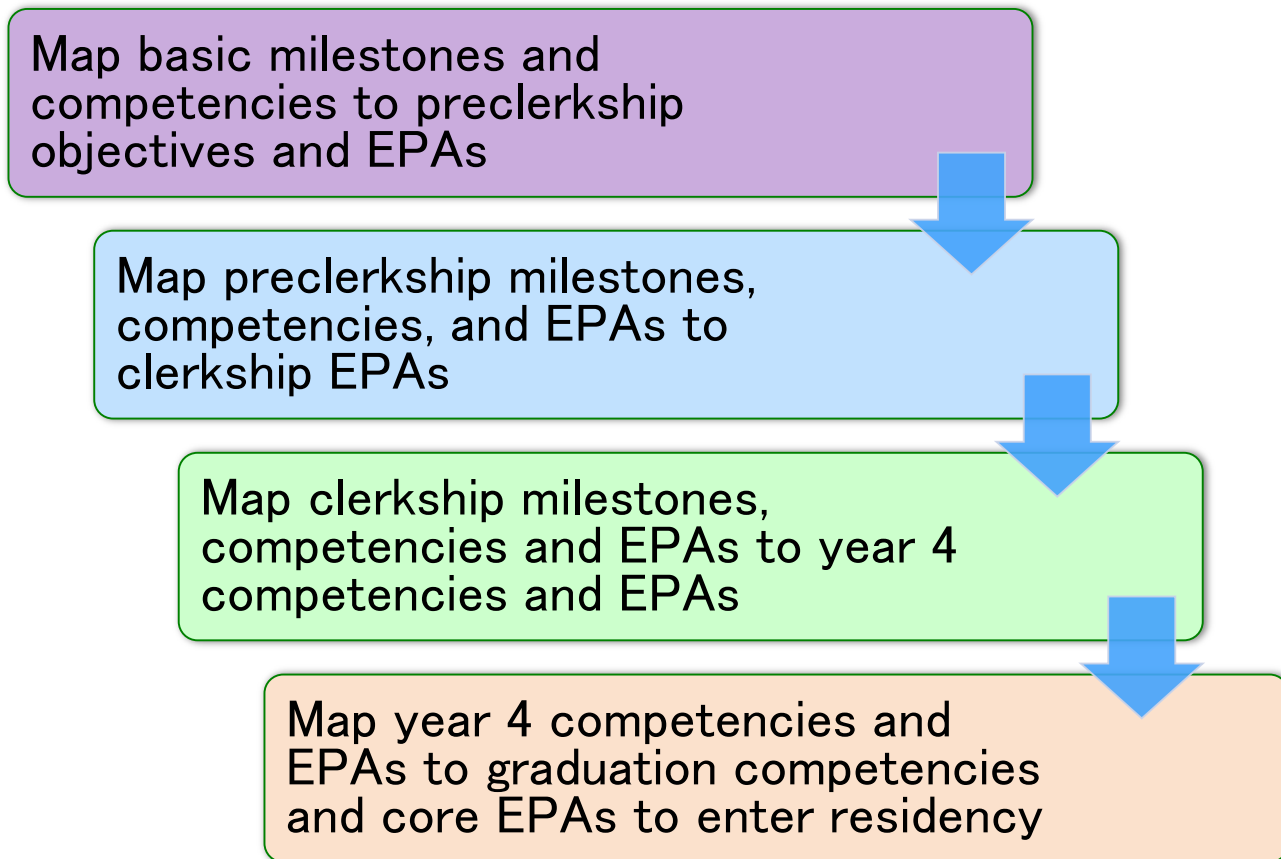 Map basic milestones and
competencies to preclerkship
objectives and EPAs
Map preclerkship milestones,
competencies, and EPAs to
clerkship EPAs
Map clerkship milestones,
competencies and EPAs to year 4
competencies and EPAs
Map year 4 competencies and
EPAs to graduation competencies
and core EPAs to enter residency